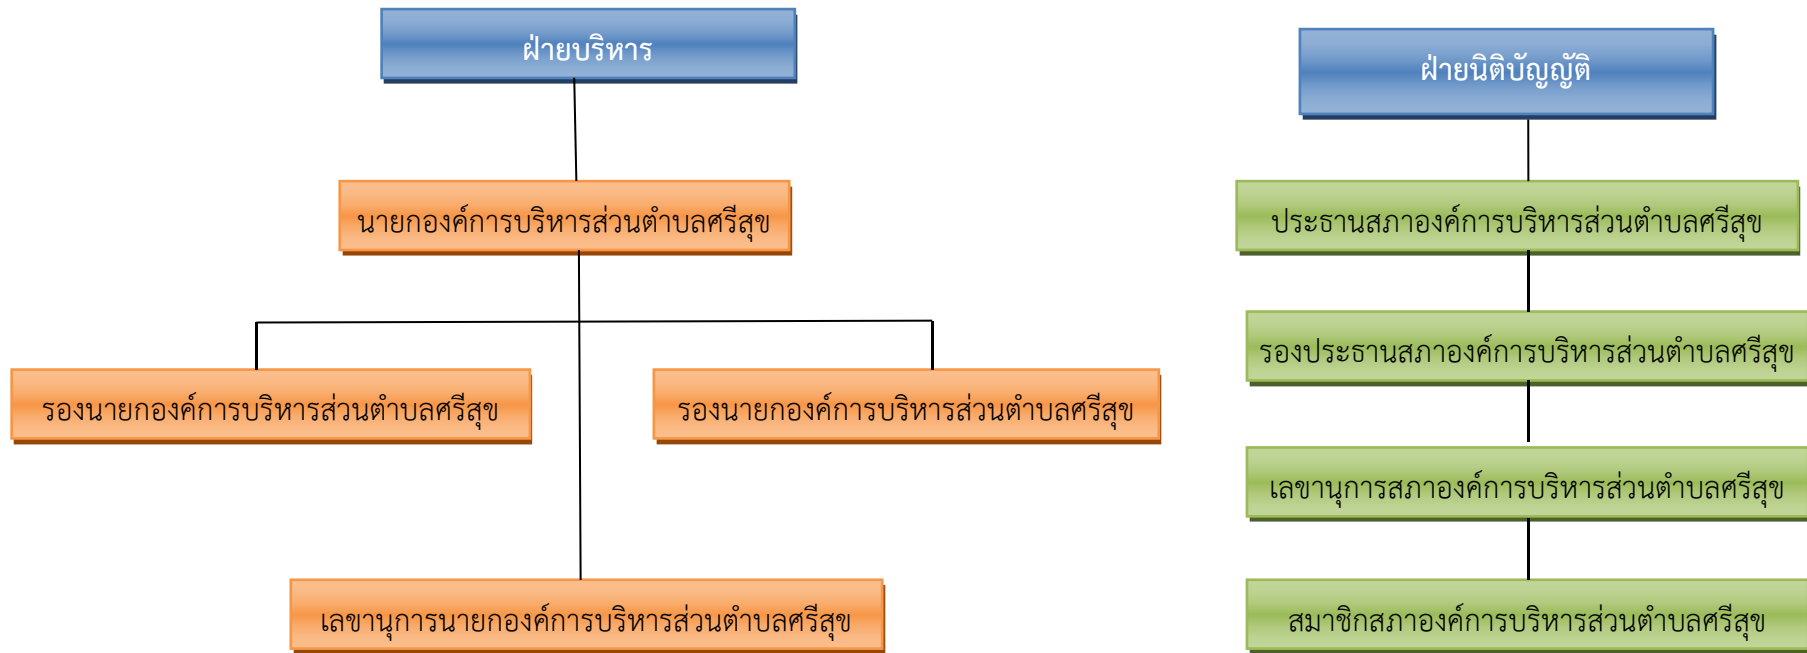 ฝ่ายบริหาร
นายกองค์การบริหารส่วนตำบลศรีสุข
รองนายกองค์การบริหารส่วนตำบลศรีสุข
รองนายกองค์การบริหารส่วนตำบลศรีสุข
เลขานุการนายกองค์การบริหารส่วนตำบลศรีสุข
ฝ่ายนิติบัญญัติ
ประธานสภาองค์การบริหารส่วนตำบลศรีสุข
รองประธานสภาองค์การบริหารส่วนตำบลศรีสุข
เลขานุการสภาองค์การบริหารส่วนตำบลศรีสุข
สมาชิกสภาองค์การบริหารส่วนตำบลศรีสุข